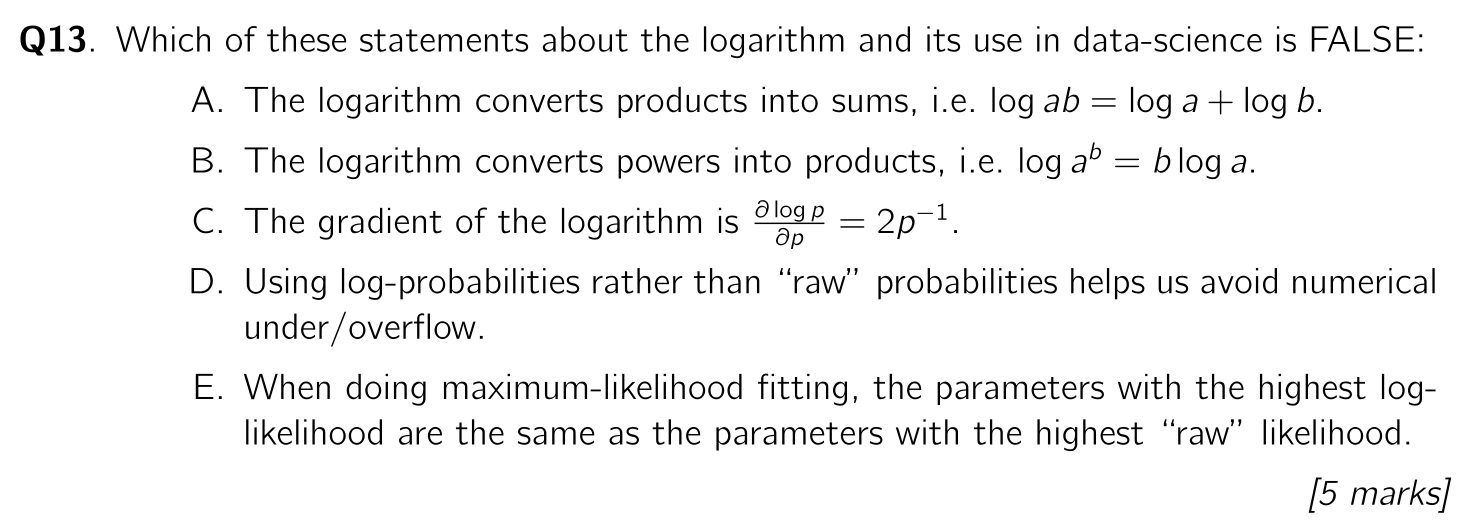 Q13. Which of these statements about the logarithm and its use in data-science is FALSE:
A. The logarithm converts products into sums, i.e. log ab = log a + log b.
B. The logarithm converts powers into products, i.e. log a^b = b log a.
C. The gradient of the logarithm is ∂ log p / ∂p = 2p⁻¹.
D. Using log-probabilities rather than “raw” probabilities helps us avoid numerical
under/overflow.
E. When doing maximum-likelihood fitting, the parameters with the highest log-
likelihood are the same as the parameters with the highest “raw” likelihood.
[5 marks]